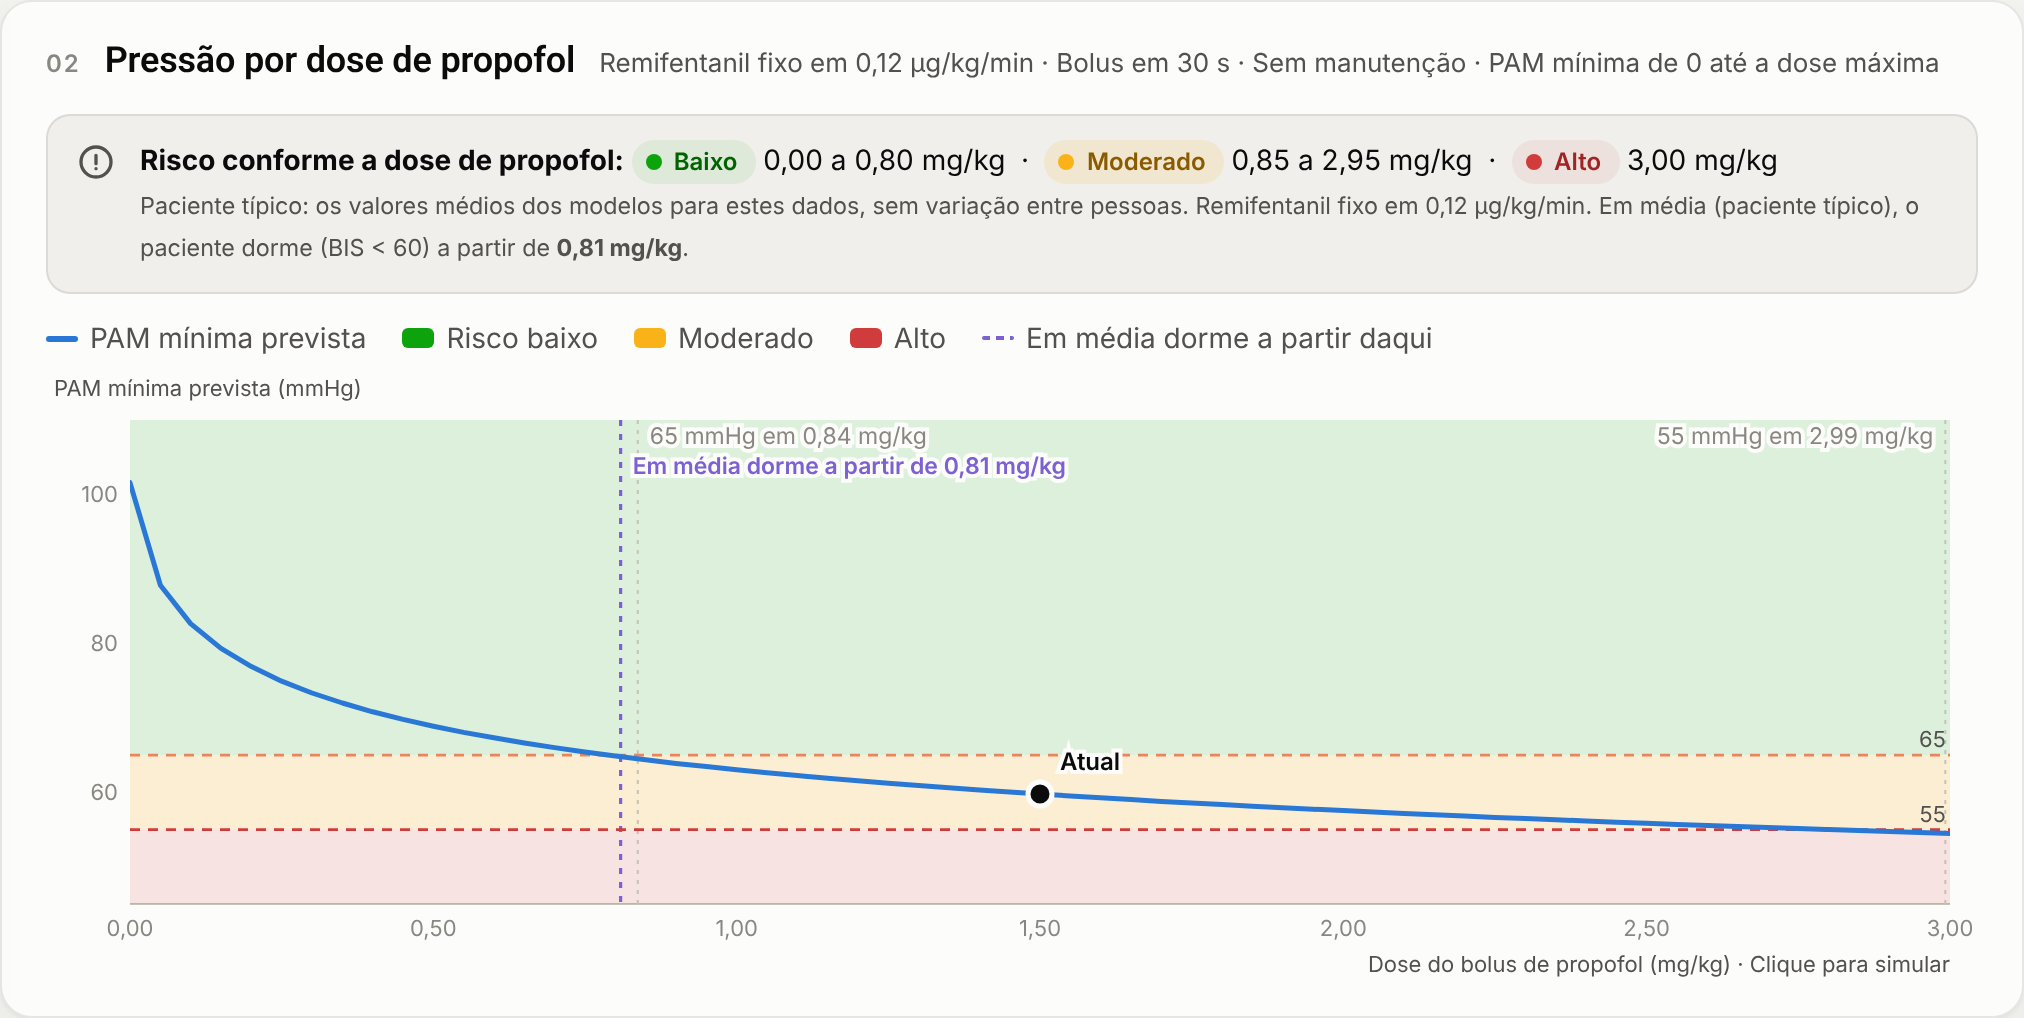 02 Pressão por dose de propofol Remifentanil fixo em 0,12 µg/kg/min · Bolus em 30 s · Sem manutenção · PAM mínima de 0 até a dose máxima
Risco conforme a dose de propofol: Baixo 0,00 a 0,80 mg/kg · Moderado 0,85 a 2,95 mg/kg · Alto 3,00 mg/kg
Paciente típico: os valores médios dos modelos para estes dados, sem variação entre pessoas. Remifentanil fixo em 0,12 µg/kg/min. Em média (paciente típico), o
paciente dorme (BIS < 60) a partir de 0,81 mg/kg.
PAM mínima prevista Risco baixo Moderado Alto Em média dorme a partir daqui
PAM mínima prevista (mmHg)
65 mmHg em 0,84 mg/kg 55 mmHg em 2,99 mg/kg
Em média dorme a partir de 0,81 mg/kg
100
80
65
Atual
60
55
0,00 0,50 1,00 1,50 2,00 2,50 3,00
Dose do bolus de propofol (mg/kg) · Clique para simular